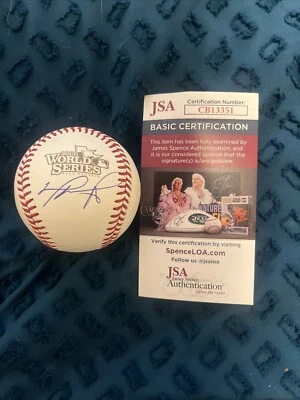 WORLD
SERIES
JSA
Certification Number:
CB13351
BASIC CERTIFICATION
This item has been fully examined by
James Spence Authentication, and
it is our considered opinion that the
signature(s) is/are genuine.
Verify this certification by visiting
SpenceLOA.com
Follow us @jsaloa
JSA
James Spence
Authentication